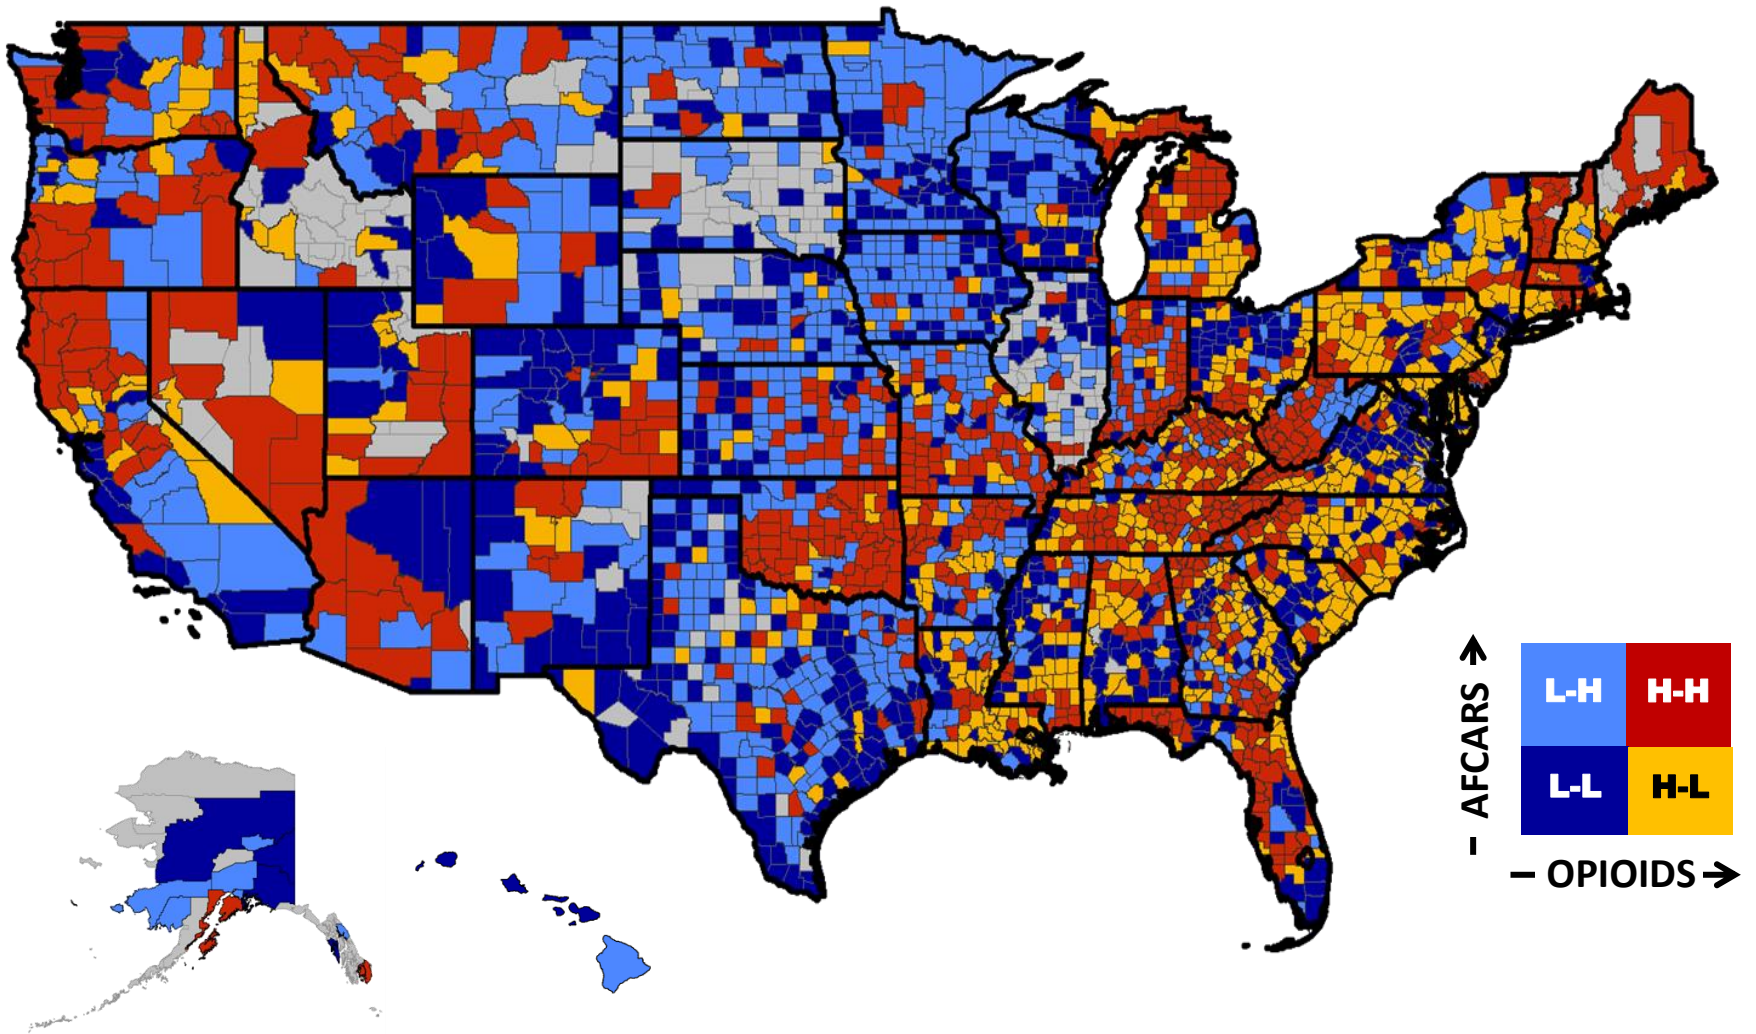 – AFCARS →
L-H H-H
L-L H-L
– OPIOIDS →